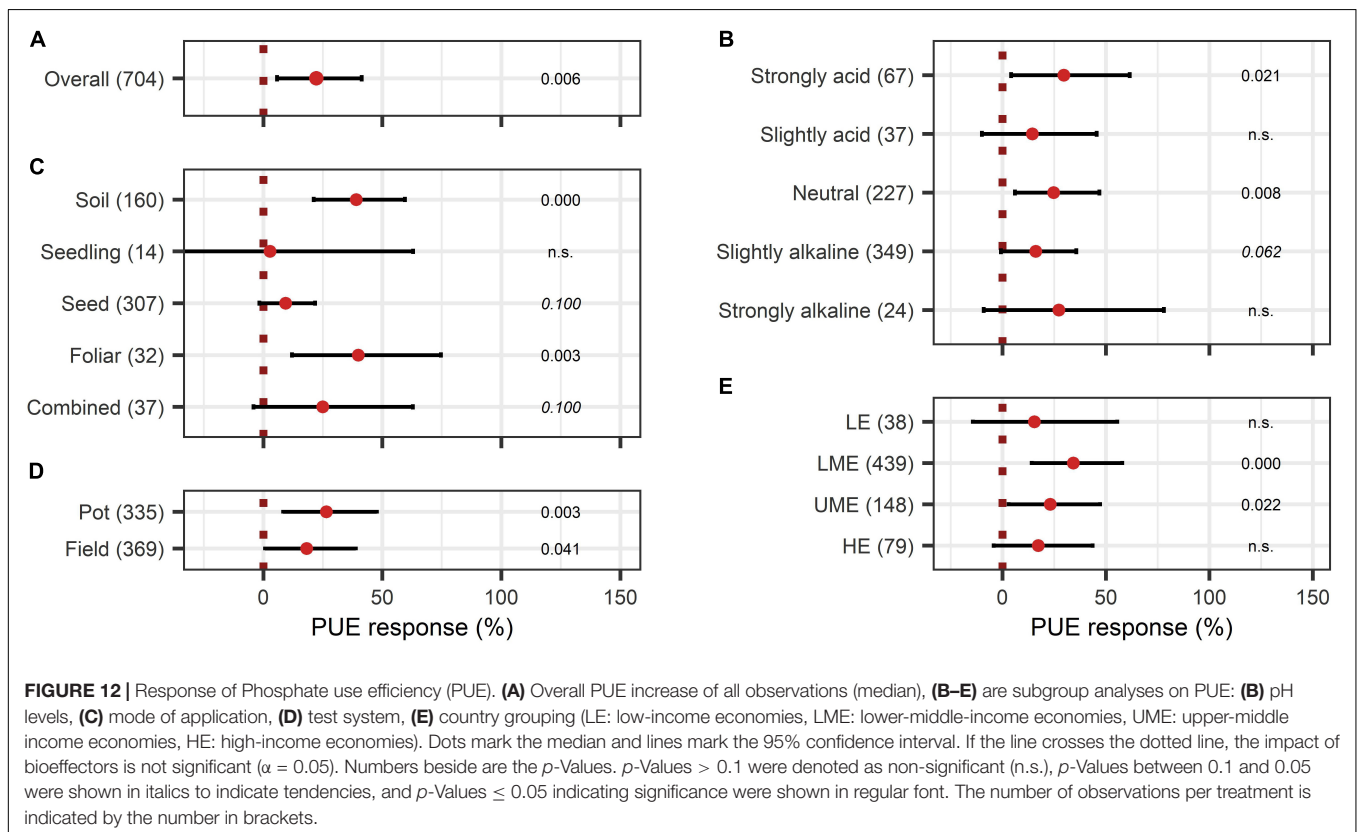 A
Overall (704)
0.006
C
Soil (160)
0.000
Seedling (14)
n.s.
Seed (307)
0.100
Foliar (32)
0.003
Combined (37)
0.100
D
Pot (335)
0.003
Field (369)
0.041
0 50 100 150
PUE response (%)
B
Strongly acid (67)
0.021
Slightly acid (37)
n.s.
Neutral (227)
0.008
Slightly alkaline (349)
0.062
Strongly alkaline (24)
n.s.
E
LE (38)
n.s.
LME (439)
0.000
UME (148)
0.022
HE (79)
n.s.
0 50 100 150
PUE response (%)
FIGURE 12 | Response of Phosphate use efficiency (PUE). (A) Overall PUE increase of all observations (median), (B–E) are subgroup analyses on PUE: (B) pH
levels, (C) mode of application, (D) test system, (E) country grouping (LE: low-income economies, LME: lower-middle-income economies, UME: upper-middle
income economies, HE: high-income economies). Dots mark the median and lines mark the 95% confidence interval. If the line crosses the dotted line, the impact of
bioeffectors is not significant (α = 0.05). Numbers beside are the p-Values. p-Values > 0.1 were denoted as non-significant (n.s.), p-Values between 0.1 and 0.05
were shown in italics to indicate tendencies, and p-Values ≤ 0.05 indicating significance were shown in regular font. The number of observations per treatment is
indicated by the number in brackets.